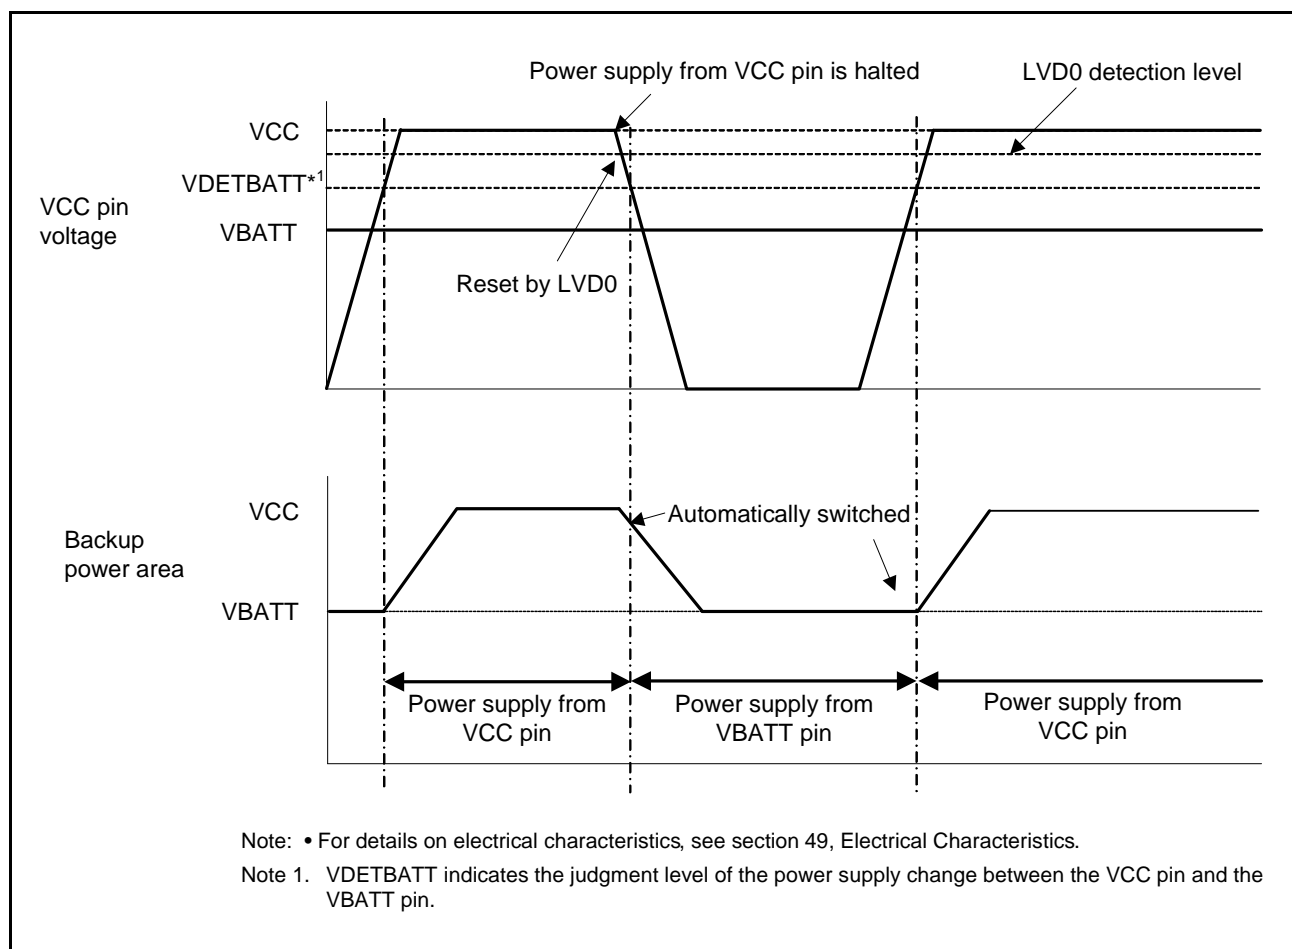 Power supply from VCC pin is halted
LVD0 detection level
VCC
VDETBATT*1
VCC pin
voltage
VBATT
Reset by LVD0
VCC
Automatically switched
Backup
power area
VBATT
Power supply from
VCC pin
Power supply from
VBATT pin
Power supply from
VCC pin
Note: • For details on electrical characteristics, see section 49, Electrical Characteristics.
Note 1. VDETBATT indicates the judgment level of the power supply change between the VCC pin and the
VBATT pin.